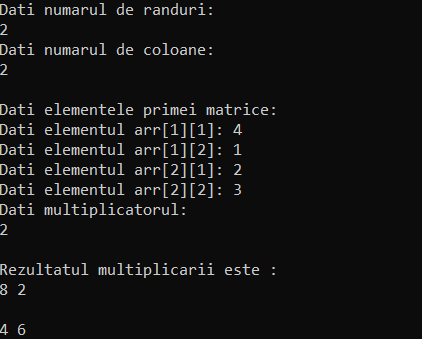 Dati numarul de randuri:
2
Dati numarul de coloane:
2
Dati elementele primei matrice:
Dati elementul arr[1][1]: 4
Dati elementul arr[1][2]: 1
Dati elementul arr[2][1]: 2
Dati elementul arr[2][2]: 3
Dati multiplicatorul:
2
Rezultatul multiplicarii este :
8 2
4 6